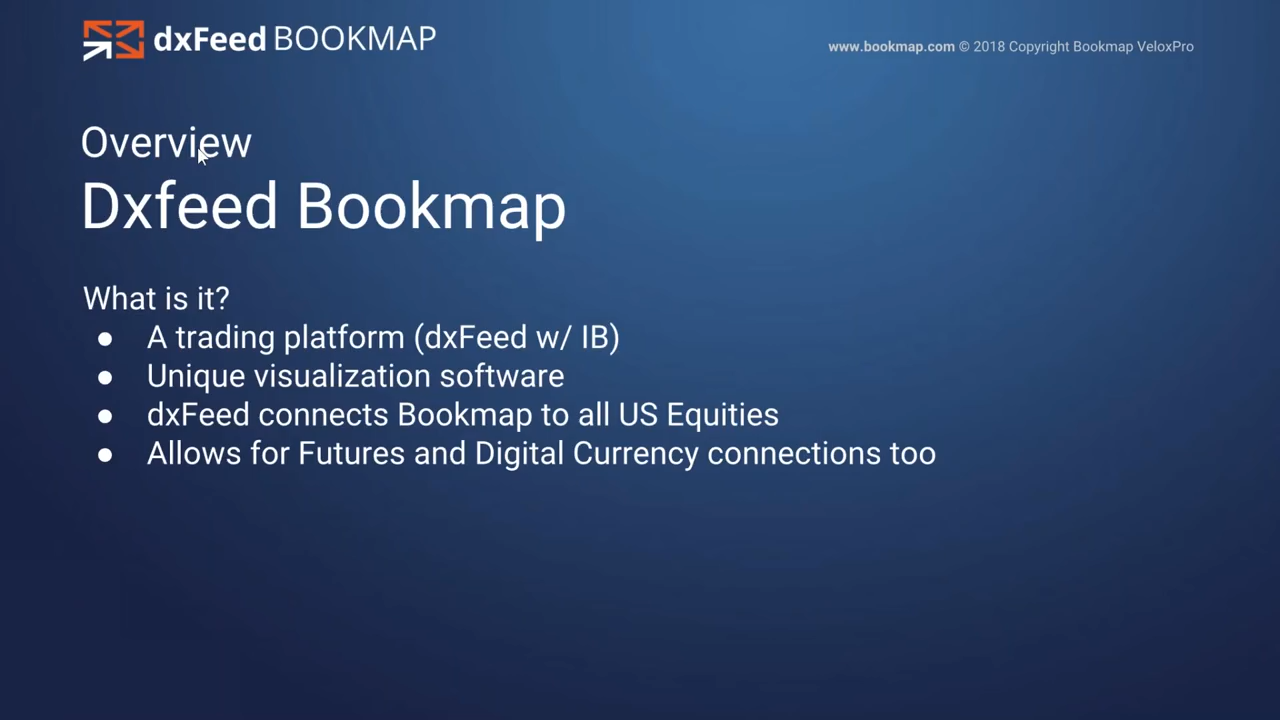 dxFeed BOOKMAP
www.bookmap.com © 2018 Copyright Bookmap VeloxPro
Overview
Dxfeed Bookmap
What is it?
● A trading platform (dxFeed w/ IB)
● Unique visualization software
● dxFeed connects Bookmap to all US Equities
● Allows for Futures and Digital Currency connections too